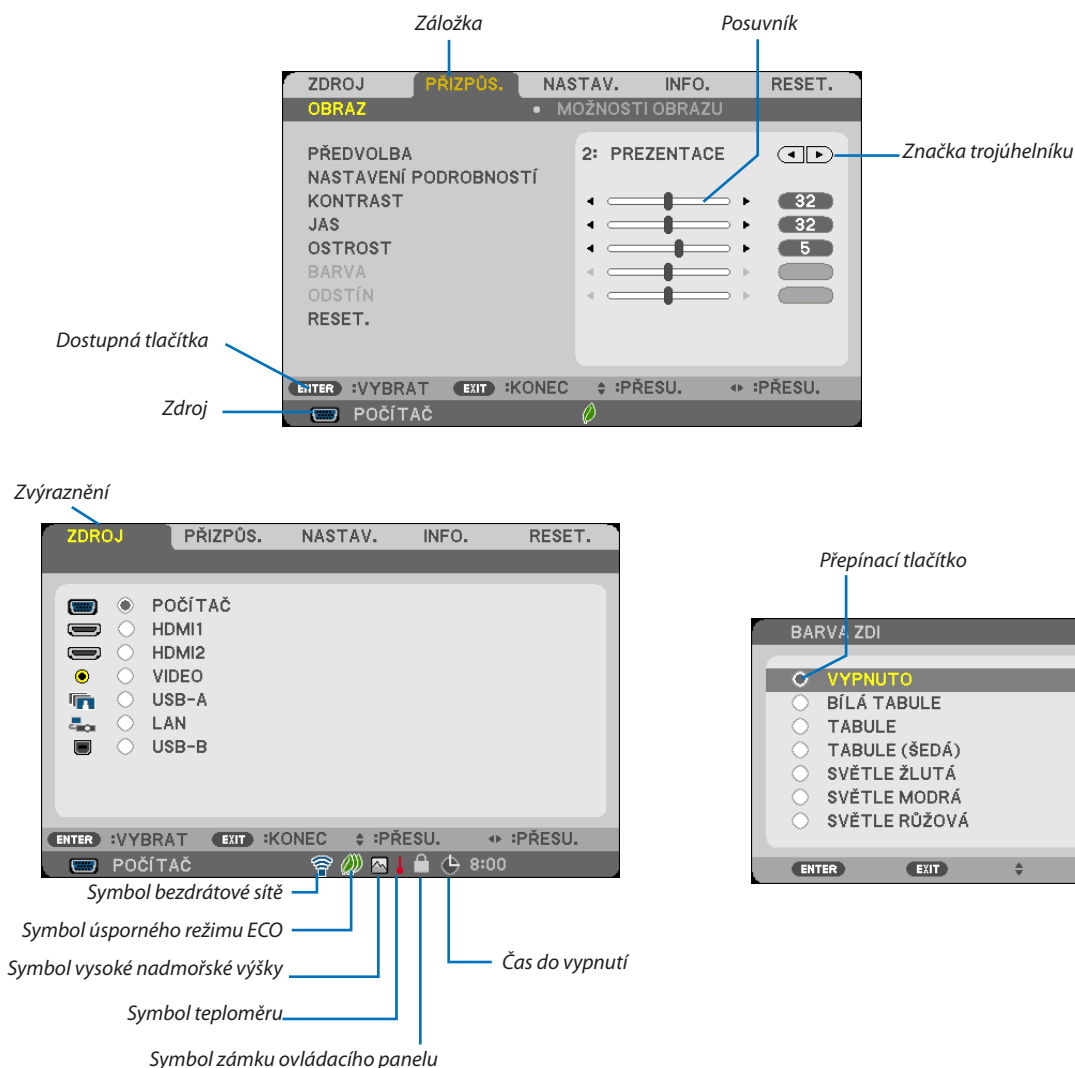 Záložka
Posuvník
ZDROJ PŘIZPŮS. NASTAV. INFO. RESET.
OBRAZ • MOŽNOSTI OBRAZU
PŘEDVOLBA 2: PREZENTACE
Značka trojúhelníku
NASTAVENÍ PODROBNOSTÍ
KONTRAST 32
JAS 32
OSTROST 5
BARVA
ODSTÍN
RESET.
Dostupná tlačítka
ENTER :VYBRAT EXIT :KONEC :PŘESU. :PŘESU.
Zdroj
POČÍTAČ
Zvýraznění
ZDROJ PŘIZPŮS. NASTAV. INFO. RESET.
POČÍTAČ
HDMI1
HDMI2
VIDEO
USB-A
LAN
USB-B
ENTER :VYBRAT EXIT :KONEC :PŘESU. :PŘESU.
POČÍTAČ 8:00
Symbol bezdrátové sítě
Symbol úsporného režimu ECO
Symbol vysoké nadmořské výšky
Čas do vypnutí
Symbol teploměru
Symbol zámku ovládacího panelu
Přepínací tlačítko
BARVA ZDI
VYPNUTO
BÍLÁ TABULE
TABULE
TABULE (ŠEDÁ)
SVĚTLE ŽLUTÁ
SVĚTLE MODRÁ
SVĚTLE RŮŽOVÁ
ENTER EXIT